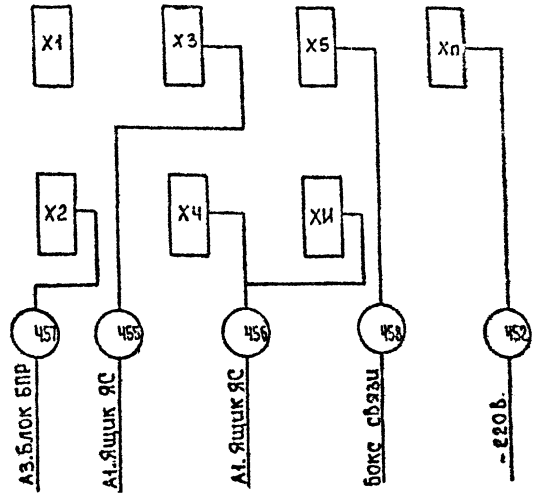 X1
X3
X5
Xп
X2
X4
XИ
457
455
456
458
452
А3.Блок БПР
А1.Ящик ЯС
А1. Ящик ЯС
Бокс связи
~220В.